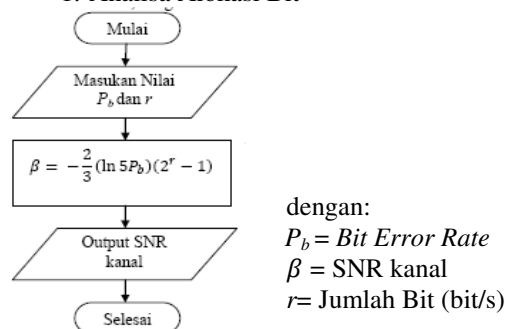 Mulai
Masukan Nilai
P_b dan r
β = -2/3 (ln 5P_b)(2^r - 1)
Output SNR
kanal
Selesai
dengan:
P_b = Bit Error Rate
β = SNR kanal
r= Jumlah Bit (bit/s)